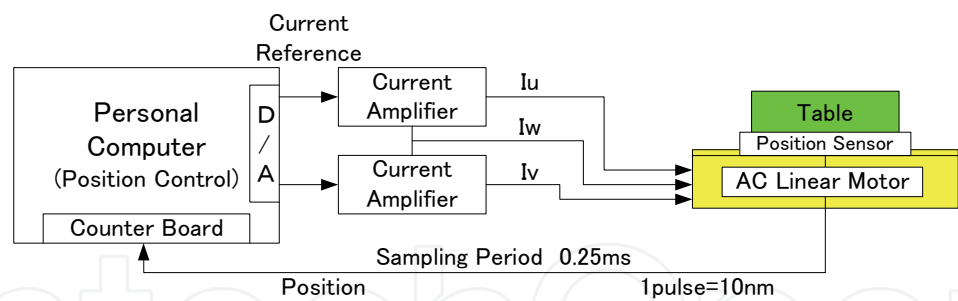 Current
Reference
Personal
Computer
(Position Control)
D
/
A
Counter Board
Current
Amplifier
Current
Amplifier
Iu
Iw
Iv
Table
Position Sensor
AC Linear Motor
Sampling Period 0.25ms
Position
1pulse=10nm